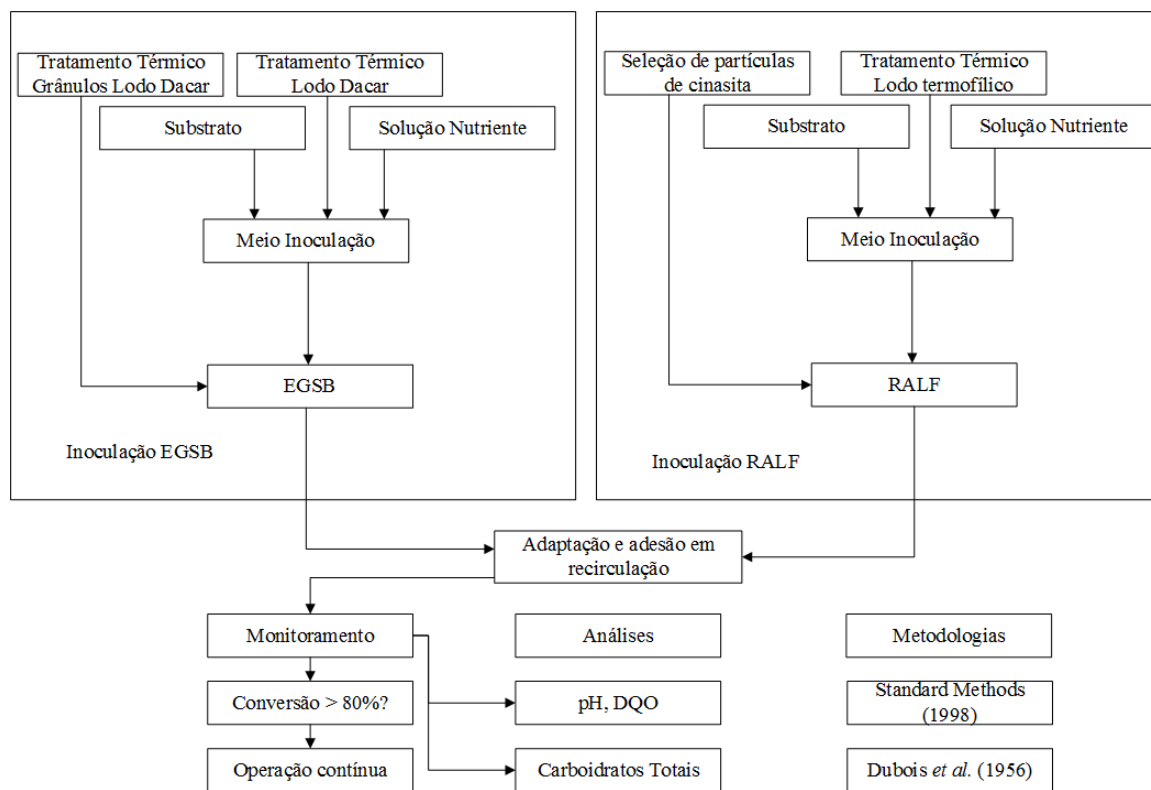 Tratamento Térmico
Grânulos Lodo Dacar
Tratamento Térmico
Lodo Dacar
Substrato
Solução Nutriente
Meio Inoculação
EGSB
Inoculação EGSB
Seleção de partículas
de cinasita
Tratamento Térmico
Lodo termofílico
Substrato
Solução Nutriente
Meio Inoculação
RALF
Inoculação RALF
Adaptação e adesão em
recirculação
Monitoramento
Análises
Metodologias
Conversão > 80%?
pH, DQO
Standard Methods
(1998)
Operação contínua
Carboidratos Totais
Dubois et al. (1956)